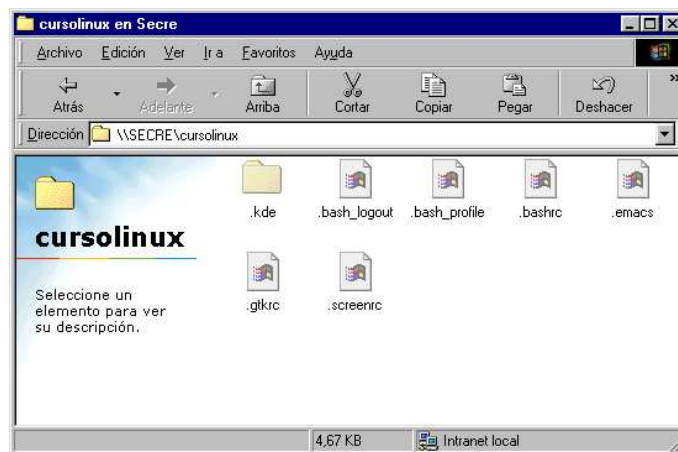 cursolinux en Secre
Archivo Edición Ver Ir a Favoritos Ayuda
Atrás Adelante Arriba Cortar Copiar Pegar Deshacer »
Dirección \\SECRE\cursolinux
.kde .bash_logout .bash_profile .bashrc .emacs
cursolinux
.gtkrc .screenrc
Seleccione un
elemento para ver
su descripción.
4,67 KB Intranet local